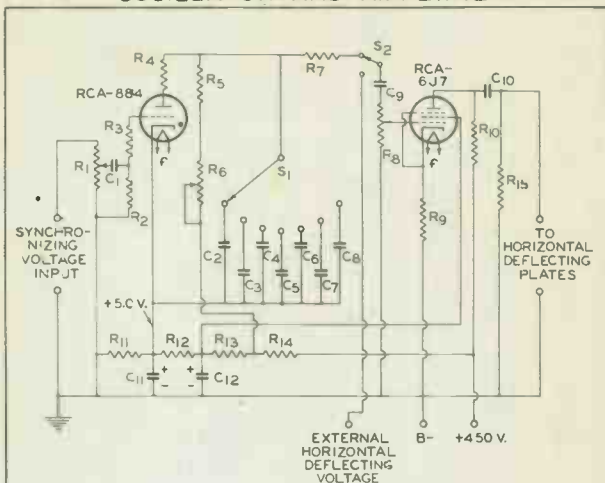 R4
R5
R7
S2
RCA-884
RCA-
6J7
C10
C9
R3
R1
C1
R2
R6
S1
R8
R10
R9
R15
f
f
C2
C3
C4
C5
C6
C7
C8
SYNCHRO-
NIZING
VOLTAGE
INPUT
TO
HORIZONTAL
DEFLECTING
PLATES
+5.0 V.
R11
R12
R13
R14
C11
+
-
+
-
C12
EXTERNAL
HORIZONTAL
DEFLECTING
VOLTAGE
B-
+450 V.